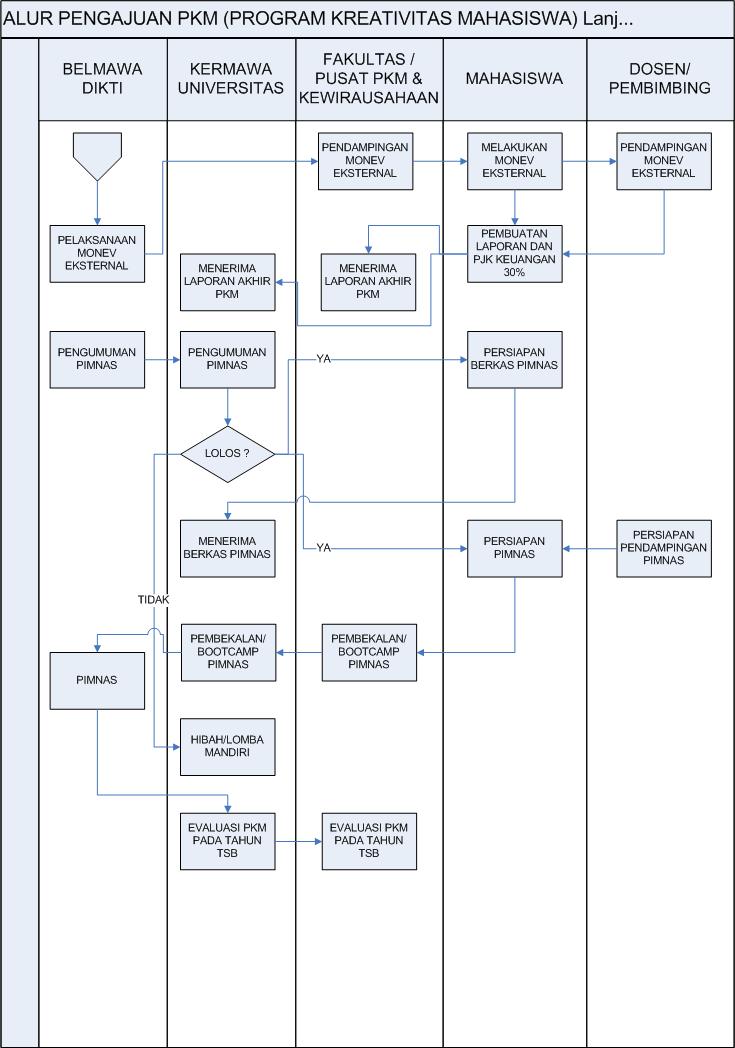 ALUR PENGAJUAN PKM (PROGRAM KREATIVITAS MAHASISWA) Lanj...
BELMAWA
DIKTI
KERMAWA
UNIVERSITAS
FAKULTAS /
PUSAT PKM &
KEWIRAUSAHAAN
MAHASISWA
DOSEN/
PEMBIMBING
PENDAMPINGAN
MONEV
EKSTERNAL
MELAKUKAN
MONEV
EKSTERNAL
PENDAMPINGAN
MONEV
EKSTERNAL
PELAKSANAAN
MONEV
EKSTERNAL
PEMBUATAN
LAPORAN DAN
PJK KEUANGAN
30%
MENERIMA
LAPORAN AKHIR
PKM
MENERIMA
LAPORAN AKHIR
PKM
PENGUMUMAN
PIMNAS
PENGUMUMAN
PIMNAS
YA
PERSIAPAN
BERKAS PIMNAS
LOLOS ?
MENERIMA
BERKAS PIMNAS
YA
PERSIAPAN
PIMNAS
PERSIAPAN
PENDAMPINGAN
PIMNAS
TIDAK
PEMBEKALAN/
BOOTCAMP
PIMNAS
PEMBEKALAN/
BOOTCAMP
PIMNAS
PIMNAS
HIBAH/LOMBA
MANDIRI
EVALUASI PKM
PADA TAHUN
TSB
EVALUASI PKM
PADA TAHUN
TSB